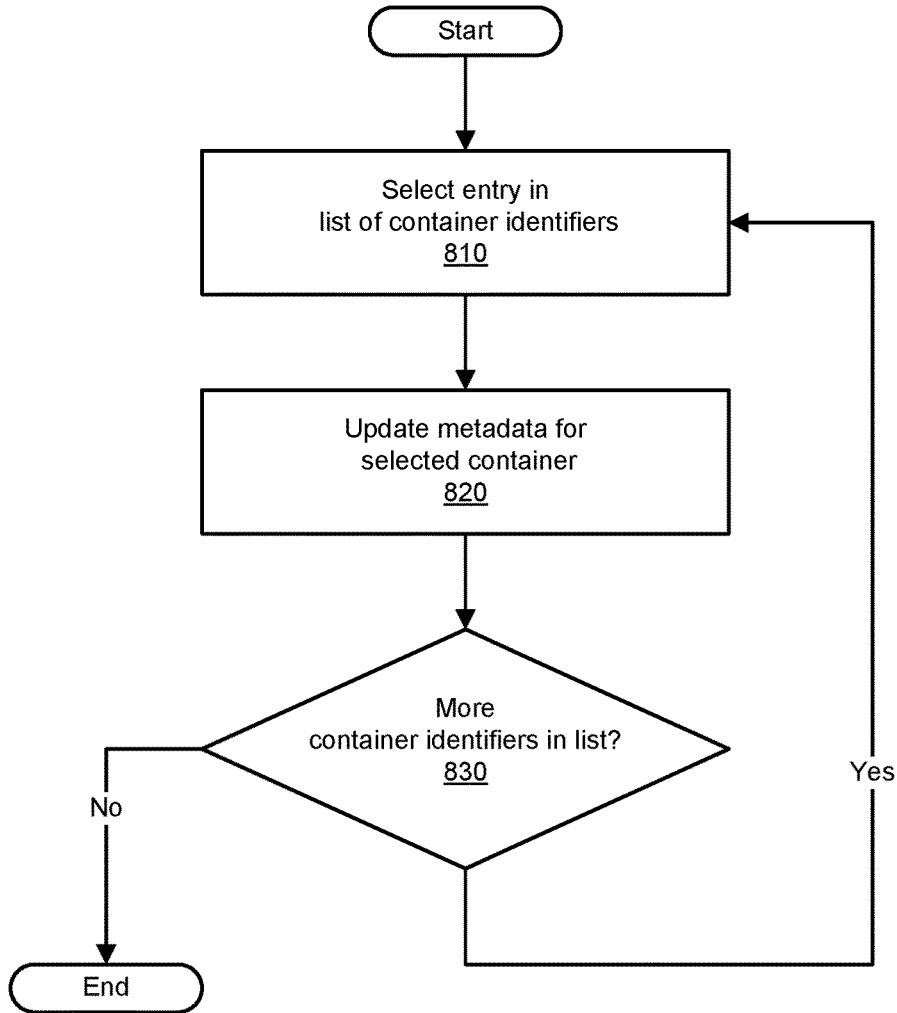 Start
Select entry in
list of container identifiers
810
Update metadata for
selected container
820
More
container identifiers in list?
830
Yes
No
End